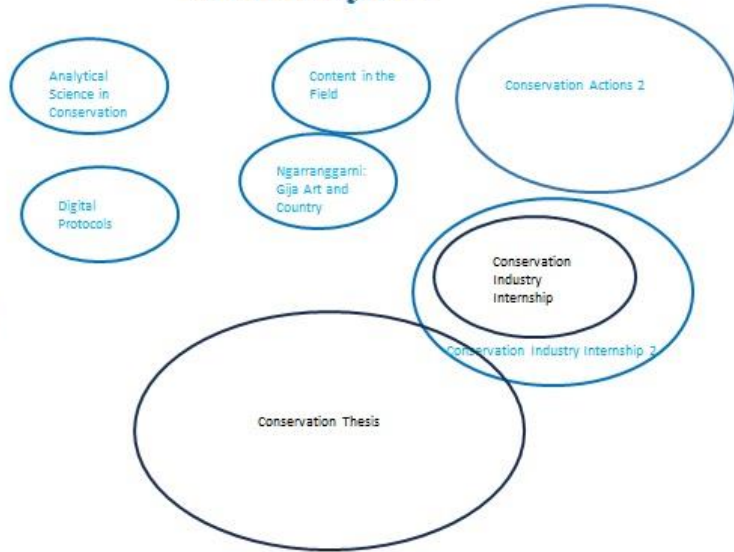 Analytical
Science in
Conservation
Content in the
Field
Conservation Actions 2
Digital
Protocols
Ngarranggarni:
Gija Art and
Country
Conservation
Industry
Internship
Conservation Industry Internship 2
Conservation Thesis